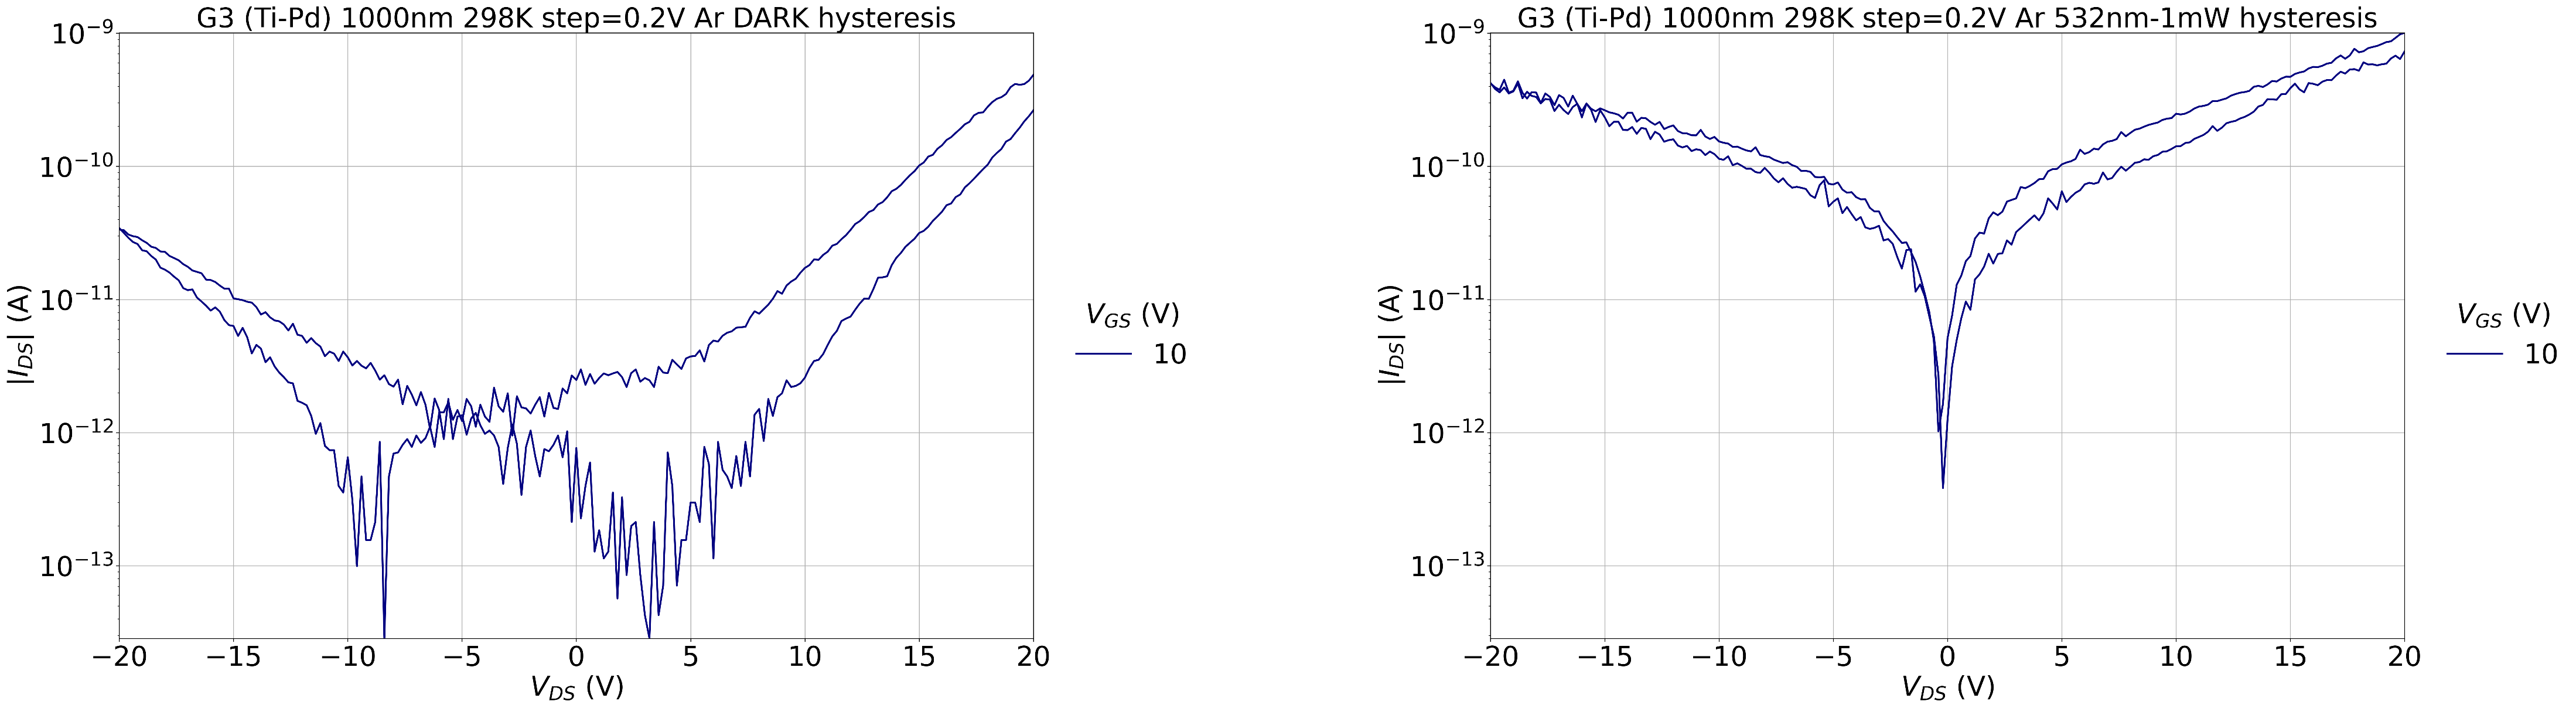 G3 (Ti-Pd) 1000nm 298K step=0.2V Ar DARK hysteresis
10⁻⁹
10⁻¹⁰
10⁻¹¹
10⁻¹²
10⁻¹³
|I_DS| (A)
−20 −15 −10 −5 0 5 10 15 20
V_DS (V)
V_GS (V)
10
G3 (Ti-Pd) 1000nm 298K step=0.2V Ar 532nm-1mW hysteresis
10⁻⁹
10⁻¹⁰
10⁻¹¹
10⁻¹²
10⁻¹³
|I_DS| (A)
−20 −15 −10 −5 0 5 10 15 20
V_DS (V)
V_GS (V)
10